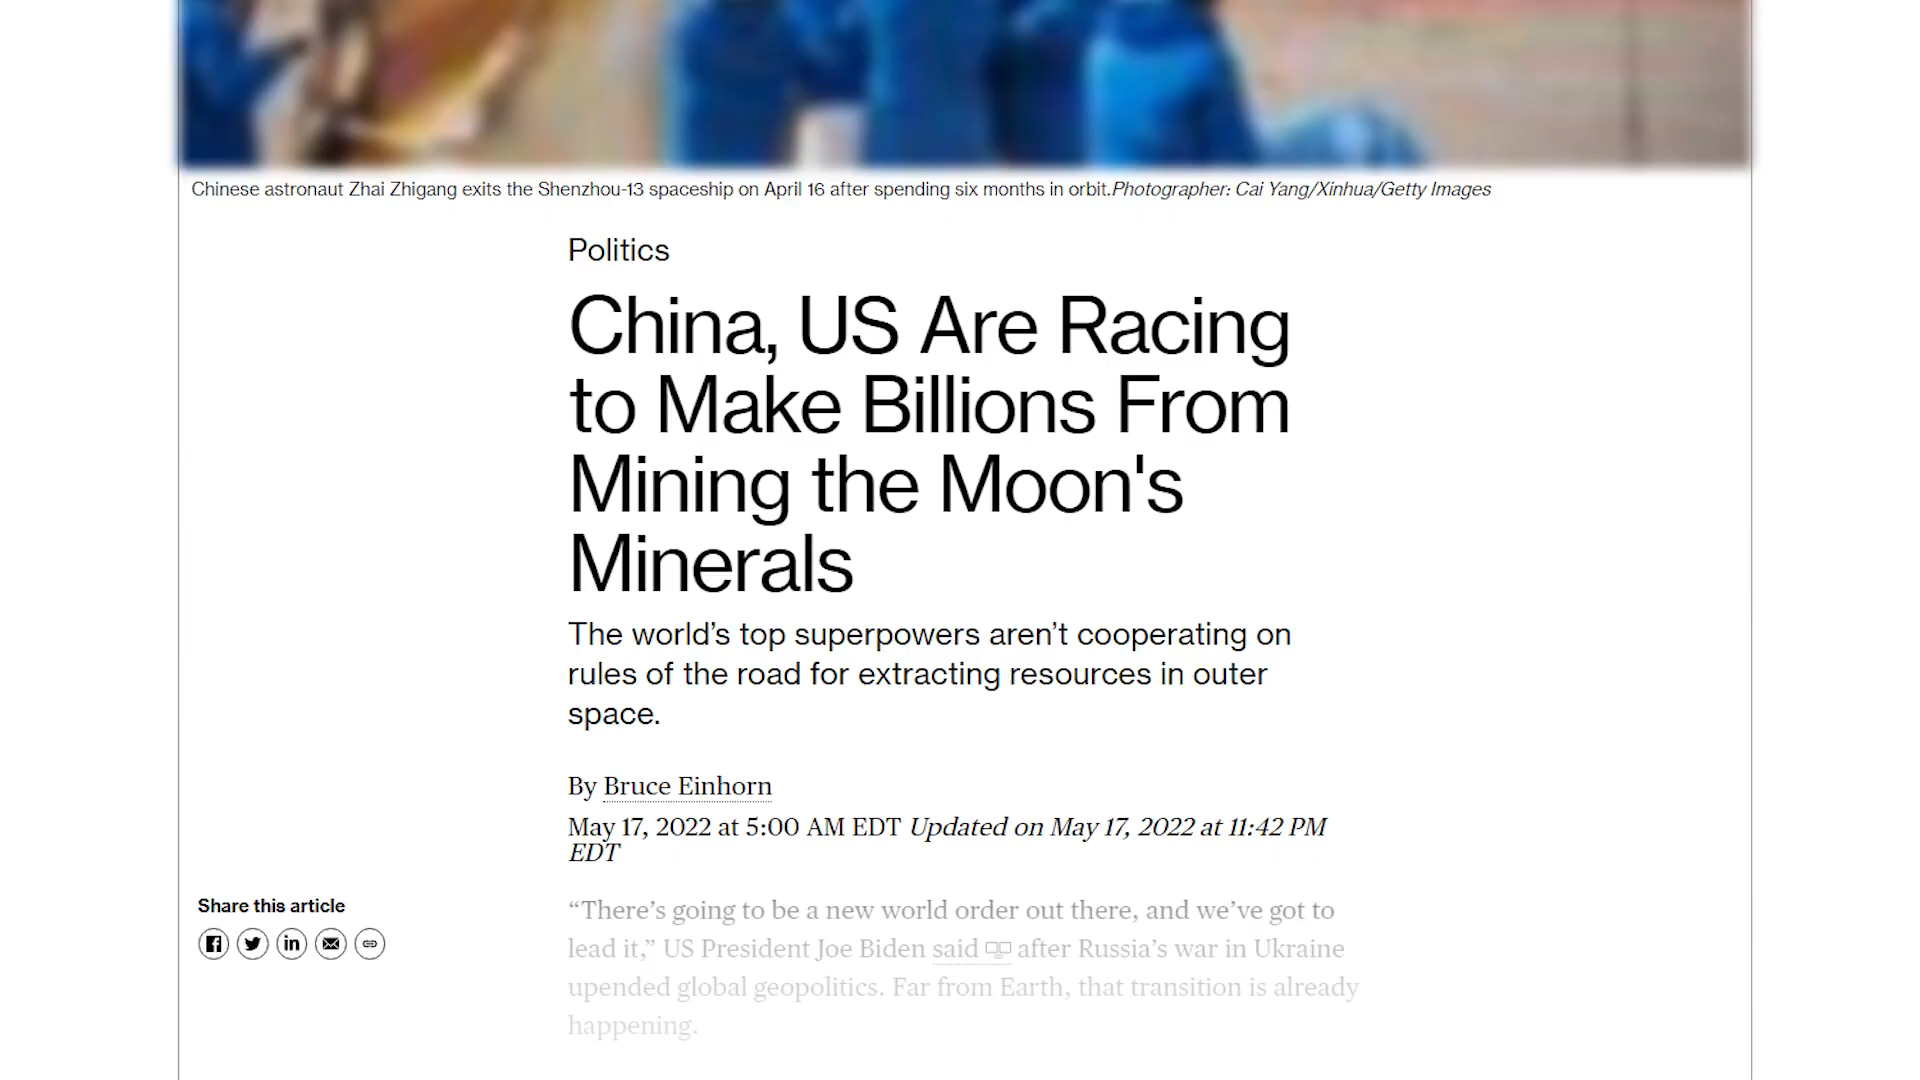 Chinese astronaut Zhai Zhigang exits the Shenzhou-13 spaceship on April 16 after spending six months in orbit.Photographer: Cai Yang/Xinhua/Getty Images
Politics
China, US Are Racing
to Make Billions From
Mining the Moon's
Minerals
The world’s top superpowers aren’t cooperating on
rules of the road for extracting resources in outer
space.
By Bruce Einhorn
May 17, 2022 at 5:00 AM EDT Updated on May 17, 2022 at 11:42 PM
EDT
Share this article
“There’s going to be a new world order out there, and we’ve got to
lead it,” US President Joe Biden said after Russia’s war in Ukraine
upended global geopolitics. Far from Earth, that transition is already
happening.